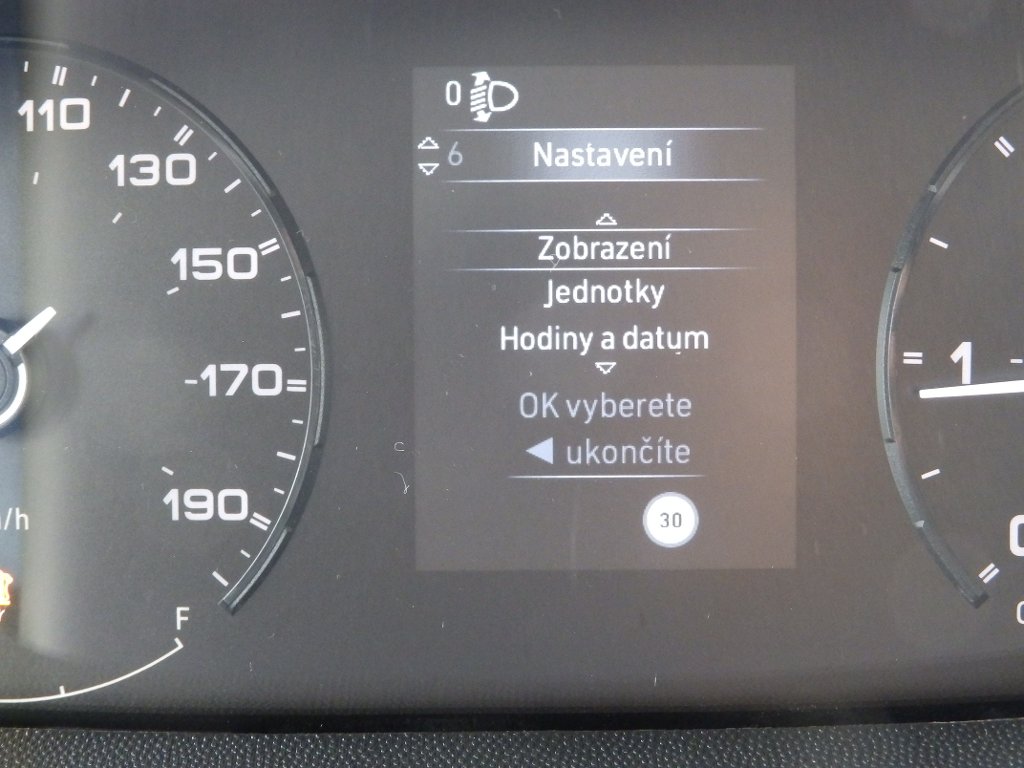 110
130
150
170
190
/h
F
0
6 Nastavení
Zobrazení
Jednotky
Hodiny a datum
OK vyberete
ukončíte
30
1